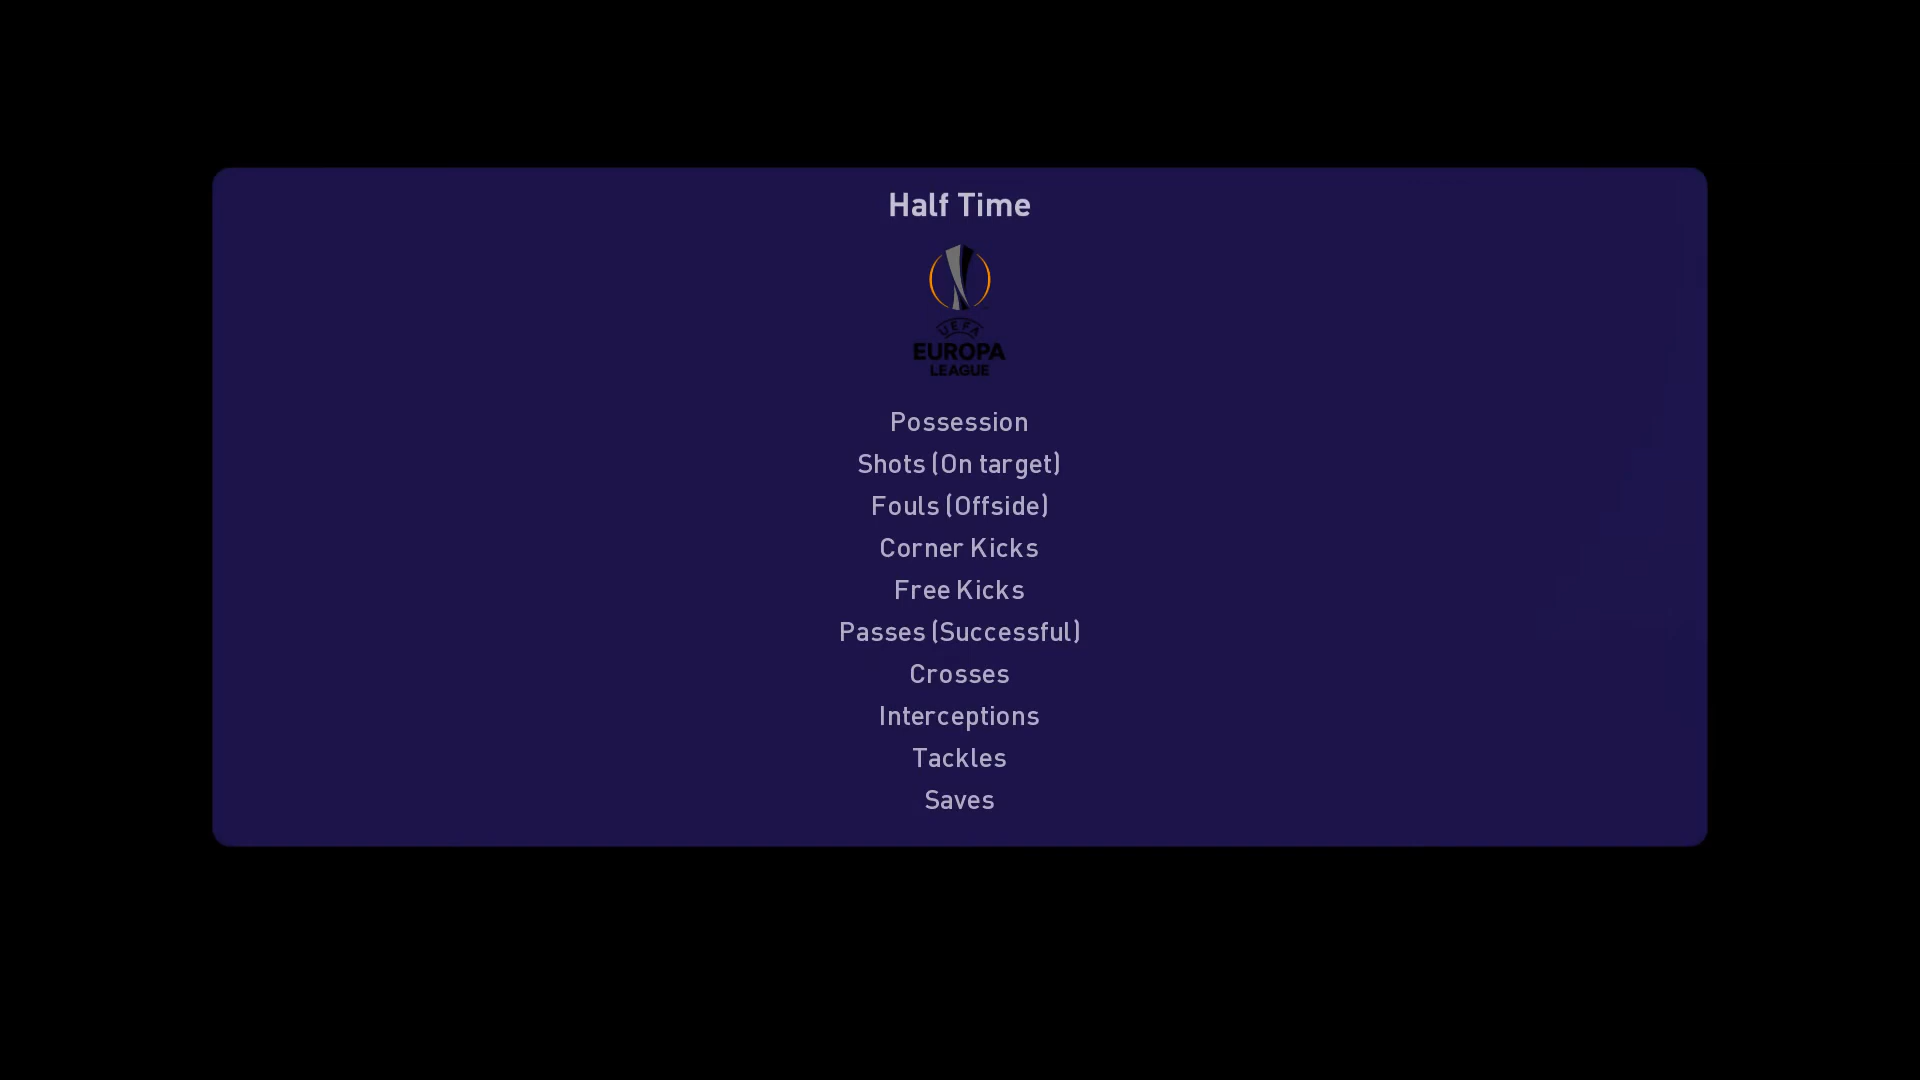 Half Time
UEFA
EUROPA
LEAGUE
Possession
Shots (On target)
Fouls (Offside)
Corner Kicks
Free Kicks
Passes (Successful)
Crosses
Interceptions
Tackles
Saves